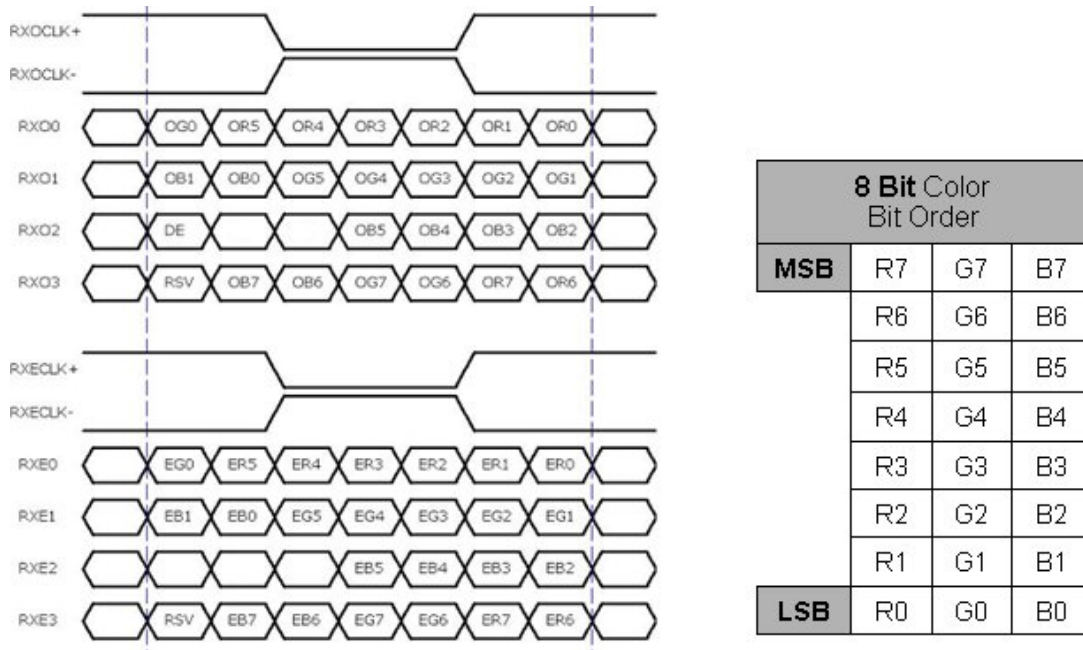 RXOCLK+
RXOCLK-
RXO0 OG0 OR5 OR4 OR3 OR2 OR1 OR0
RXO1 OB1 OB0 OG5 OG4 OG3 OG2 OG1
RXO2 DE OB5 OB4 OB3 OB2
RXO3 RSV OB7 OB6 OG7 OG6 OR7 OR6
RXECLK+
RXECLK-
RXE0 EG0 ER5 ER4 ER3 ER2 ER1 ER0
RXE1 EB1 EB0 EG5 EG4 EG3 EG2 EG1
RXE2 EB5 EB4 EB3 EB2
RXE3 RSV EB7 EB6 EG7 EG6 ER7 ER6
8 Bit Color
Bit Order
MSB R7 G7 B7
R6 G6 B6
R5 G5 B5
R4 G4 B4
R3 G3 B3
R2 G2 B2
R1 G1 B1
LSB R0 G0 B0